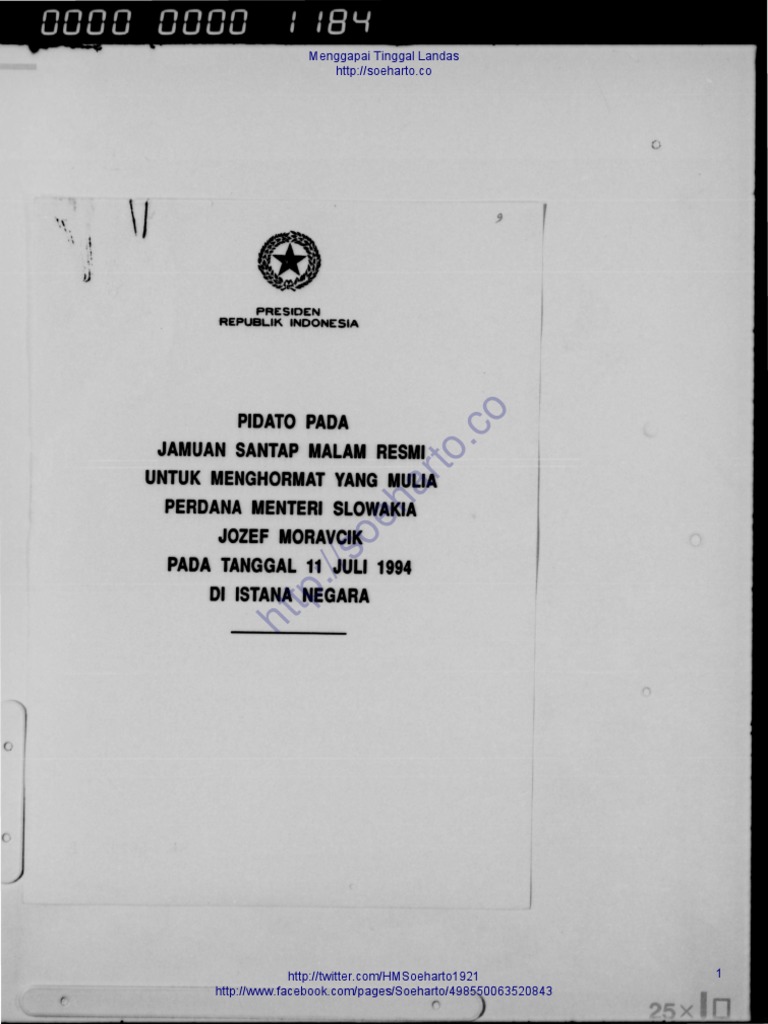 0000 0000 1184
Menggapai Tinggal Landas
http://soeharto.co
PRESIDEN
REPUBLIK INDONESIA
PIDATO PADA
JAMUAN SANTAP MALAM RESMI
UNTUK MENGHORMAT YANG MULIA
PERDANA MENTERI SLOWAKIA
JOZEF MORAVCIK
PADA TANGGAL 11 JULI 1994
DI ISTANA NEGARA
http://soeharto.co
http://twitter.com/HMSoeharto1921
http://www.facebook.com/pages/Soeharto/498550063520843
1
25x